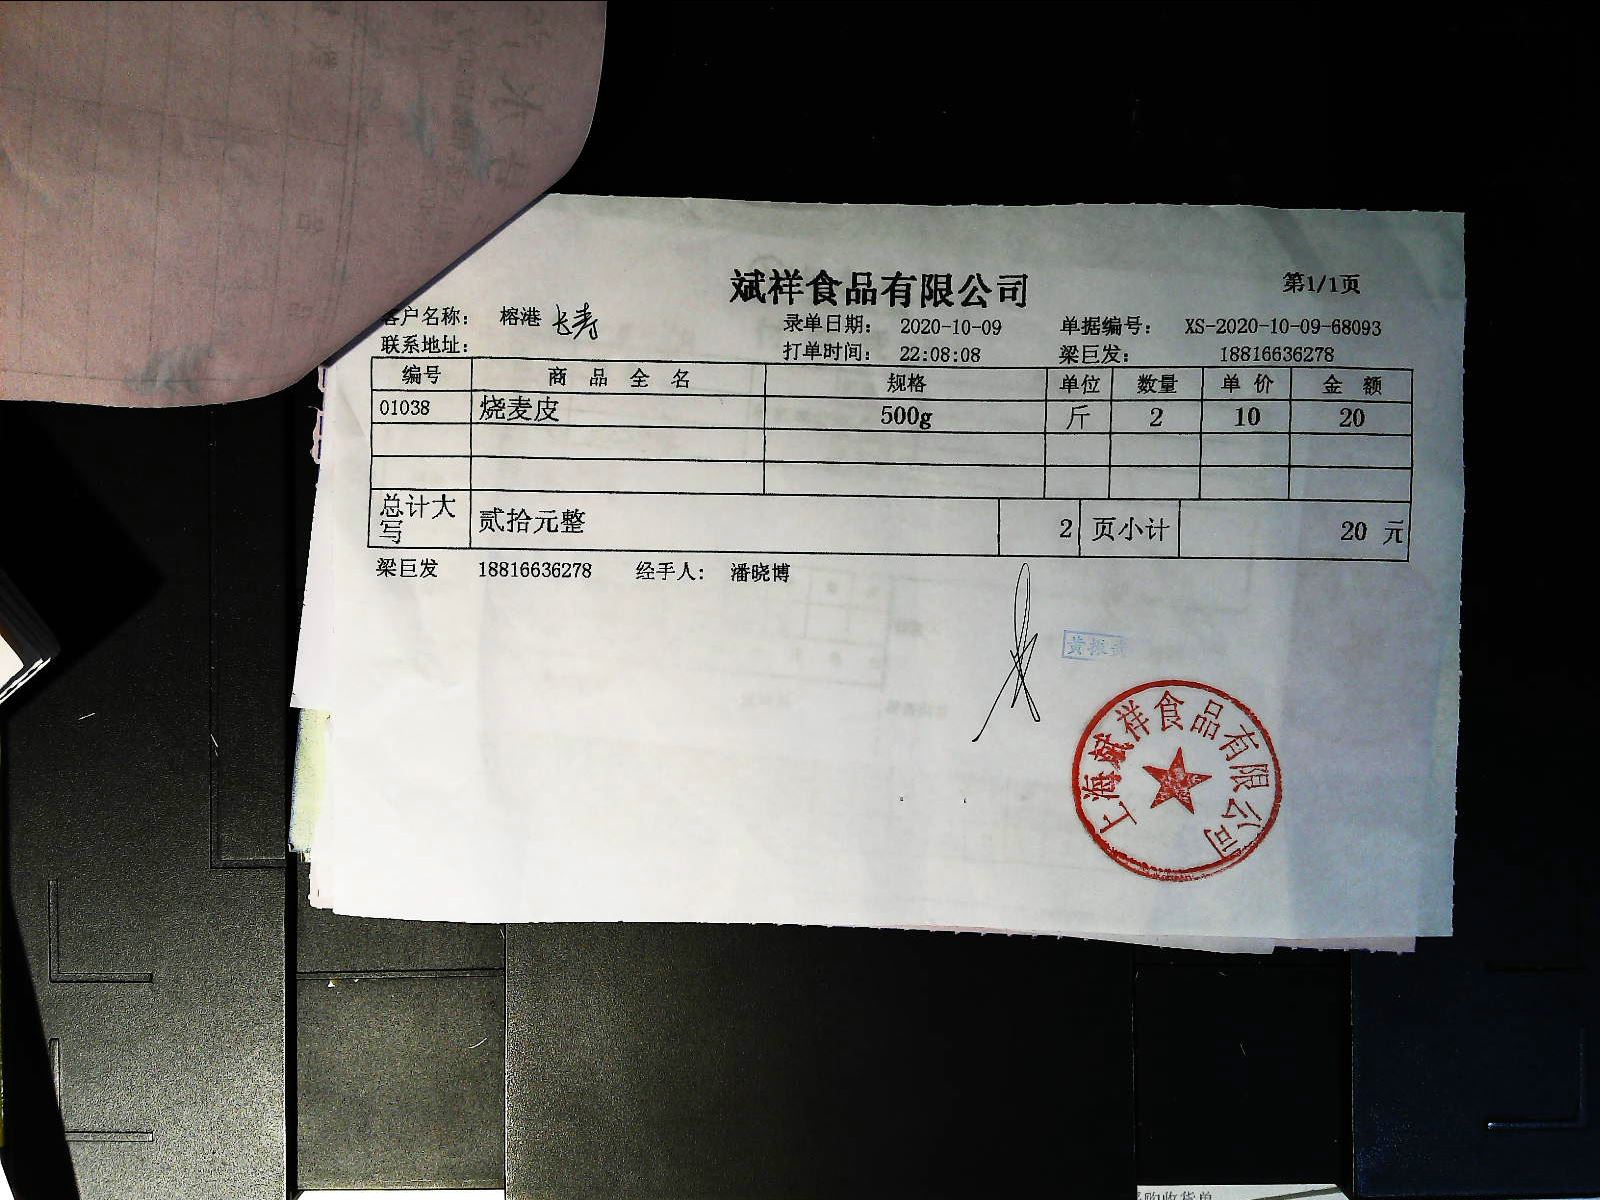 斌祥食品有限公司
第1/1页
客户名称： 榕港 长寿
录单日期： 2020-10-09
单据编号： XS-2020-10-09-68093
联系地址：
打单时间： 22:08:08
梁巨发： 18816636278
编号 商品全名 规格 单位 数量 单价 金额
01038 烧麦皮 500g 斤 2 10 20
总计大写 贰拾元整 2 页小计 20 元
梁巨发 18816636278 经手人： 潘晓博
上海斌祥食品有限公司